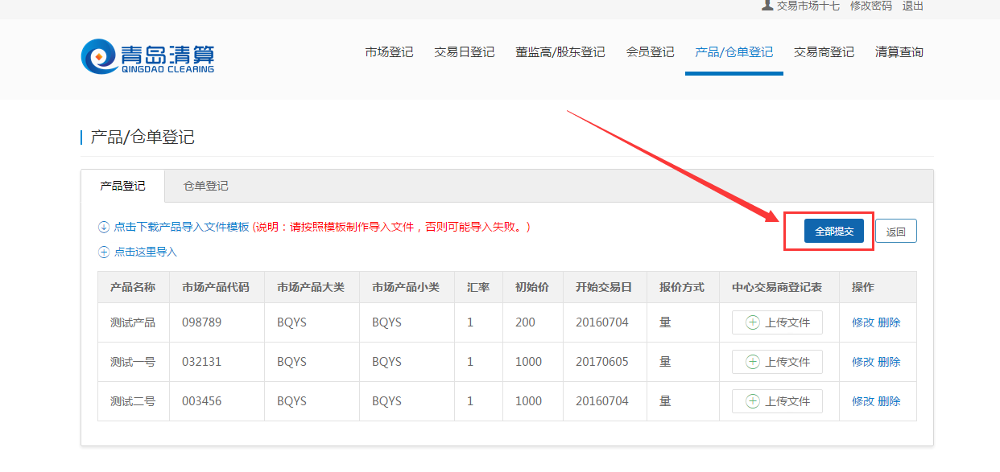 交易市场十七 修改密码 退出
青岛清算
QINGDAO CLEARING
市场登记 交易日登记 董监高/股东登记 会员登记 产品/仓单登记 交易商登记 清算查询
产品/仓单登记
产品登记 仓单登记
点击下载产品导入文件模板 (说明：请按照模板制作导入文件，否则可能导入失败。) 全部提交 返回
点击这里导入
产品名称 市场产品代码 市场产品大类 市场产品小类 汇率 初始价 开始交易日 报价方式 中心交易商登记表 操作
测试产品 098789 BQYS BQYS 1 200 20160704 量 上传文件 修改 删除
测试一号 032131 BQYS BQYS 1 1000 20170605 量 上传文件 修改 删除
测试二号 003456 BQYS BQYS 1 1000 20160704 量 上传文件 修改 删除